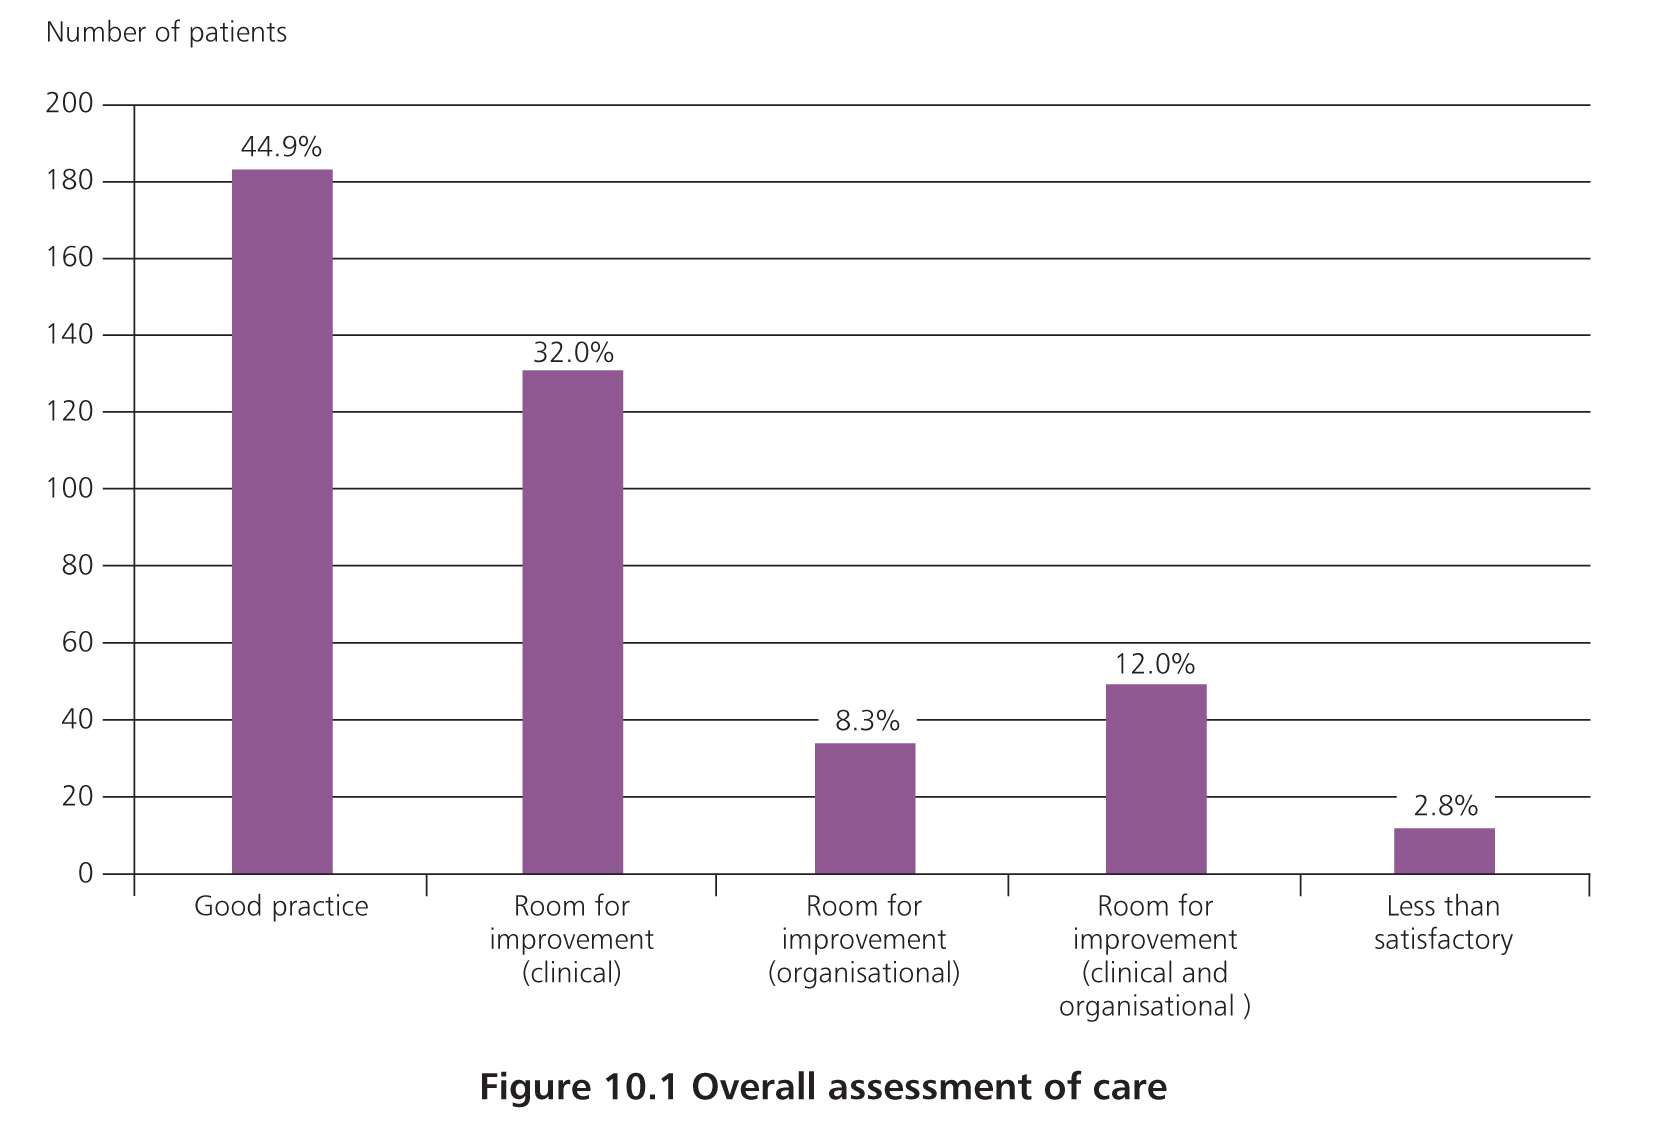 Number of patients
200
180
160
140
120
100
80
60
40
20
0
44.9%
32.0%
8.3%
12.0%
2.8%
Good practice
Room for
improvement
(clinical)
Room for
improvement
(organisational)
Room for
improvement
(clinical and
organisational )
Less than
satisfactory
Figure 10.1 Overall assessment of care